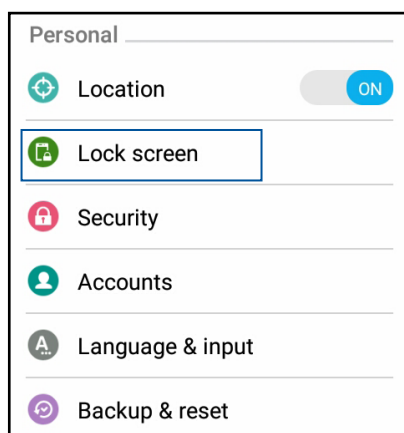 Personal
Location ON
Lock screen
Security
Accounts
A... Language & input
Backup & reset